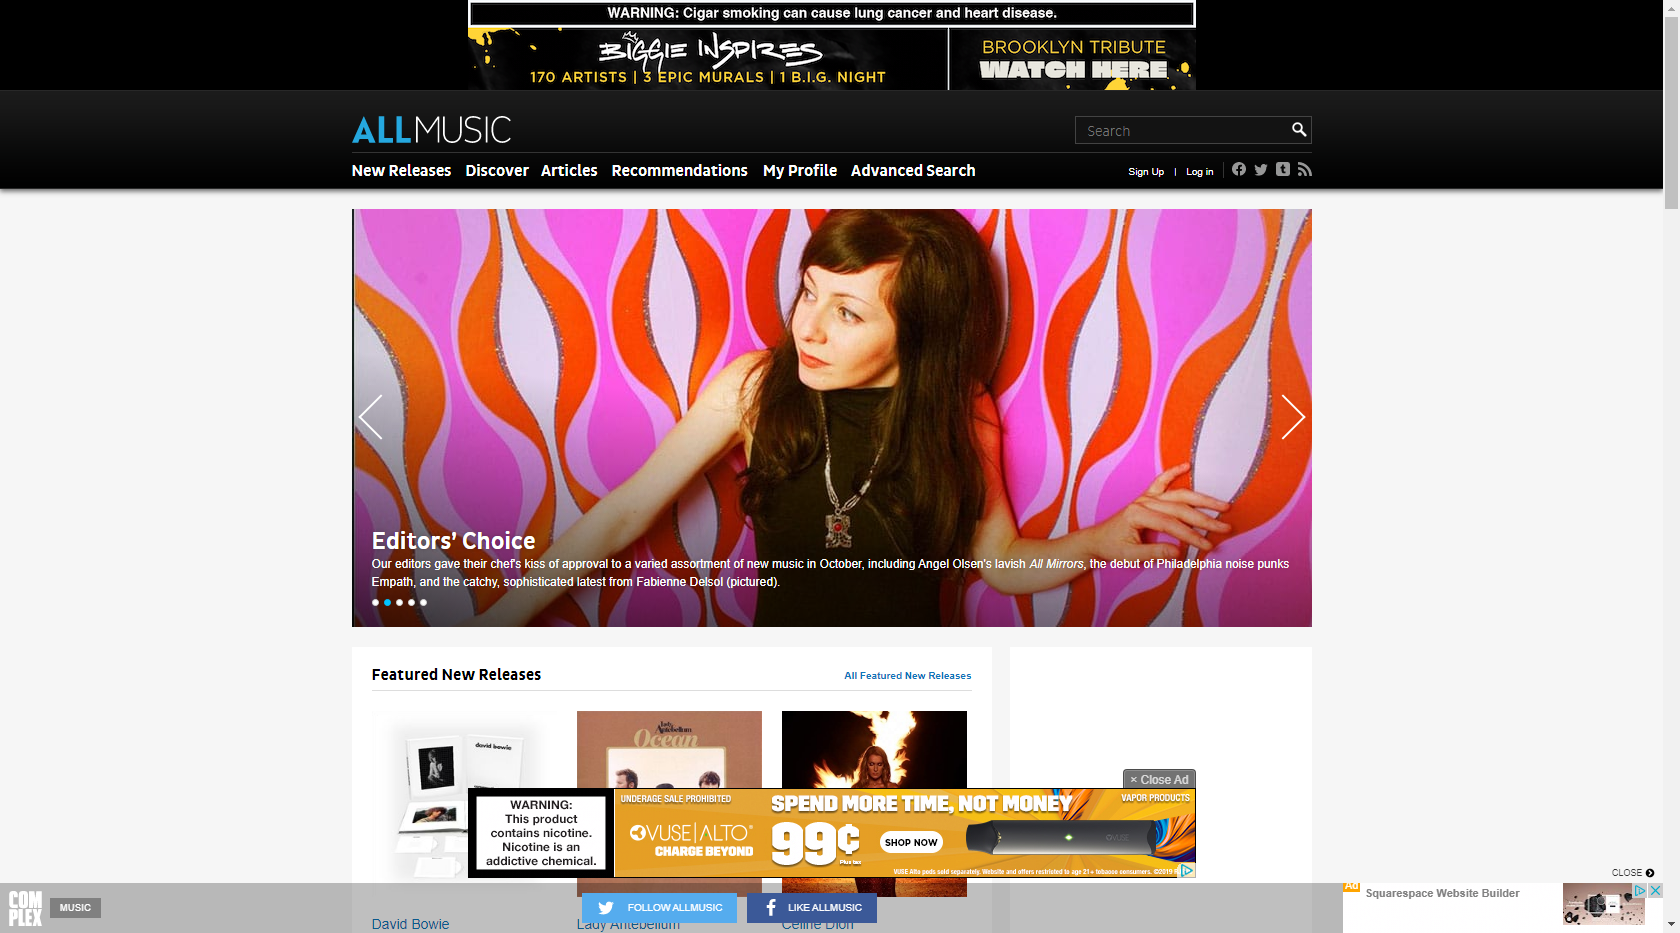 WARNING: Cigar smoking can cause lung cancer and heart disease.
BIGGIE INSPIRES
170 ARTISTS | 3 EPIC MURALS | 1 B.I.G. NIGHT
BROOKLYN TRIBUTE
WATCH HERE
ALLMUSIC
Search
New Releases Discover Articles Recommendations My Profile Advanced Search
Sign Up | Log in
Editors' Choice
Our editors gave their chef's kiss of approval to a varied assortment of new music in October, including Angel Olsen's lavish All Mirrors, the debut of Philadelphia noise punks
Empath, and the catchy, sophisticated latest from Fabienne Delsol (pictured).
Featured New Releases
All Featured New Releases
david bowie
Lady
Antebellum
Ocean
× Close Ad
WARNING:
This product
contains nicotine.
Nicotine is an
addictive chemical.
UNDERAGE SALE PROHIBITED
VUSE | ALTO
CHARGE BEYOND
SPEND MORE TIME, NOT MONEY
99¢
Plus tax
SHOP NOW
VAPOR PRODUCTS
VUSE
VUSE Alto pods sold separately. Website and offers restricted to age 21+ tobacco consumers. ©2019
CLOSE
COMPLEX
MUSIC
FOLLOW ALLMUSIC
LIKE ALLMUSIC
David Bowie
Lady Antebellum
Celine Dion
Ad
Squarespace Website Builder